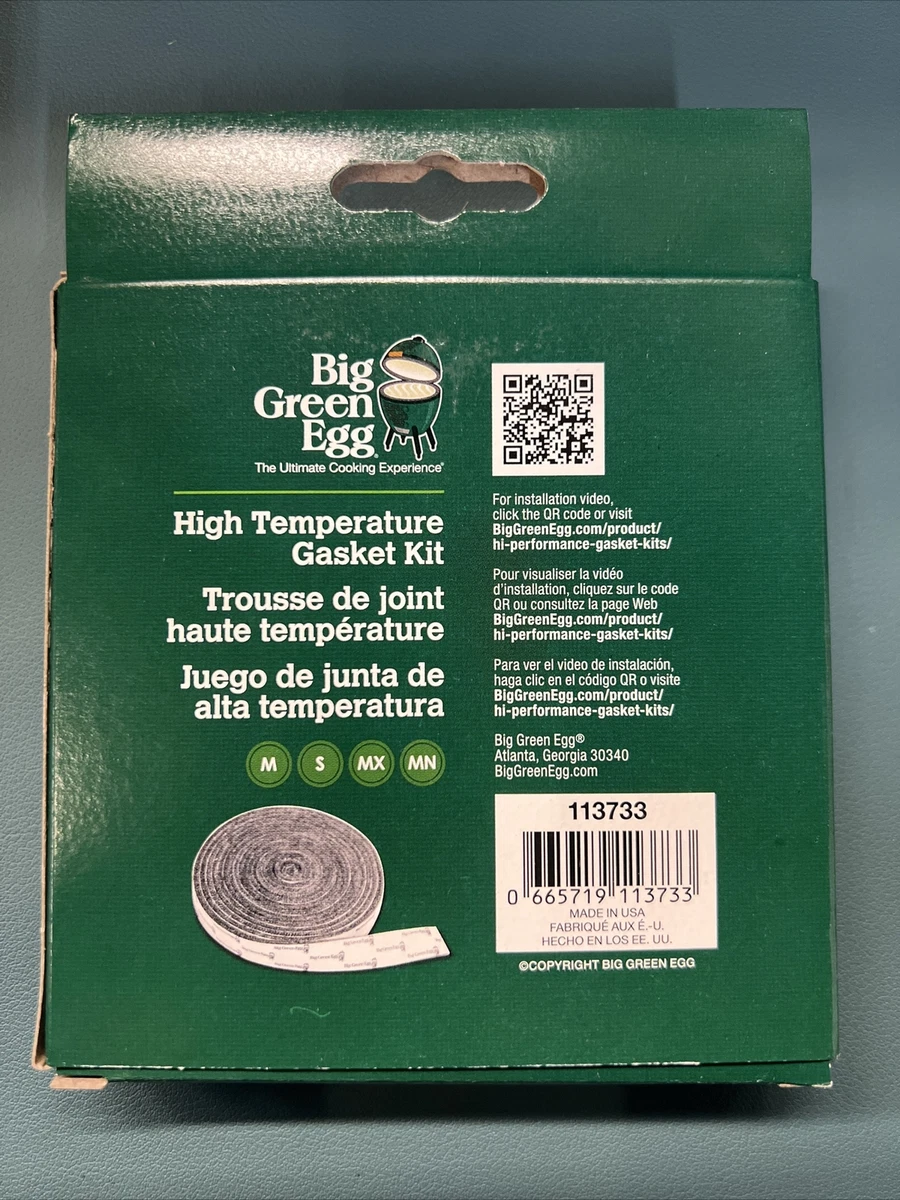 Big
Green
Egg®
The Ultimate Cooking Experience®
High Temperature
Gasket Kit
Trousse de joint
haute température
Juego de junta de
alta temperatura
M S MX MN
For installation video,
click the QR code or visit
BigGreenEgg.com/product/
hi-performance-gasket-kits/
Pour visualiser la vidéo
d'installation, cliquez sur le code
QR ou consultez la page Web
BigGreenEgg.com/product/
hi-performance-gasket-kits/
Para ver el video de instalación,
haga clic en el código QR o visite
BigGreenEgg.com/product/
hi-performance-gasket-kits/
Big Green Egg®
Atlanta, Georgia 30340
BigGreenEgg.com
113733
0 665719 113733
MADE IN USA
FABRIQUÉ AUX É.-U.
HECHO EN LOS EE. UU.
©COPYRIGHT BIG GREEN EGG